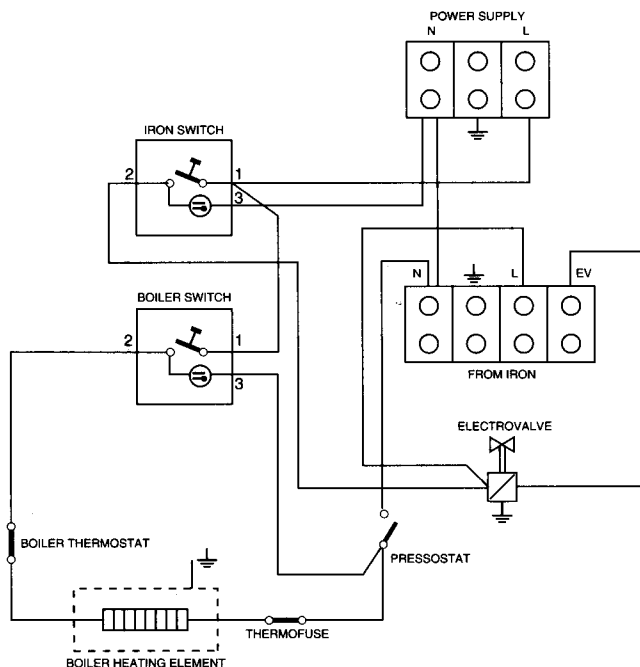 POWER SUPPLY
N L
IRON SWITCH
2 1
3
N L EV
BOILER SWITCH
2 1
3
FROM IRON
ELECTROVALVE
BOILER THERMOSTAT
PRESSOSTAT
THERMOFUSE
BOILER HEATING ELEMENT